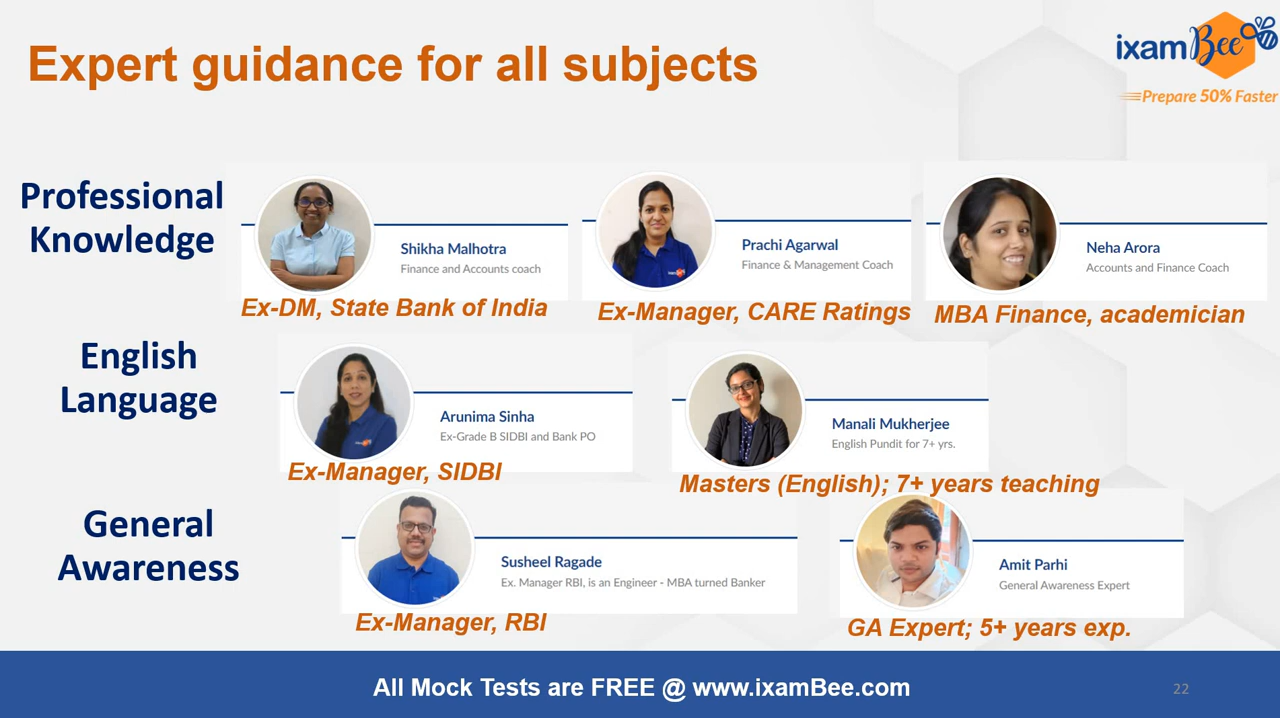 Expert guidance for all subjects
ixamBee
Prepare 50% Faster
Professional
Knowledge
Shikha Malhotra
Finance and Accounts coach
Ex-DM, State Bank of India
Prachi Agarwal
Finance & Management Coach
Ex-Manager, CARE Ratings
Neha Arora
Accounts and Finance Coach
MBA Finance, academician
English
Language
Arunima Sinha
Ex-Grade B SIDBI and Bank PO
Ex-Manager, SIDBI
Manali Mukherjee
English Pundit for 7+ yrs.
Masters (English); 7+ years teaching
General
Awareness
Susheel Ragade
Ex. Manager RBI, is an Engineer - MBA turned Banker
Ex-Manager, RBI
Amit Parhi
General Awareness Expert
GA Expert; 5+ years exp.
All Mock Tests are FREE @ www.ixamBee.com
22